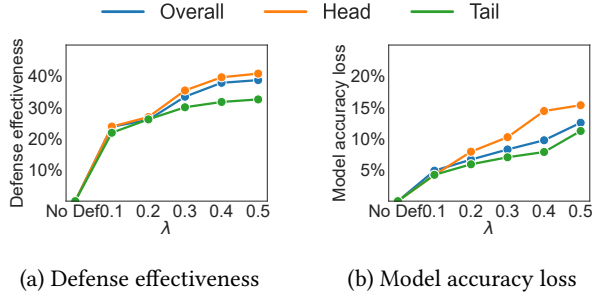 Overall Head Tail
Defense effectiveness
40%
30%
20%
10%
No Def.
0.1 0.2 0.3 0.4 0.5
λ
(a) Defense effectiveness
Model accuracy loss
20%
15%
10%
5%
No Def.
0.1 0.2 0.3 0.4 0.5
λ
(b) Model accuracy loss